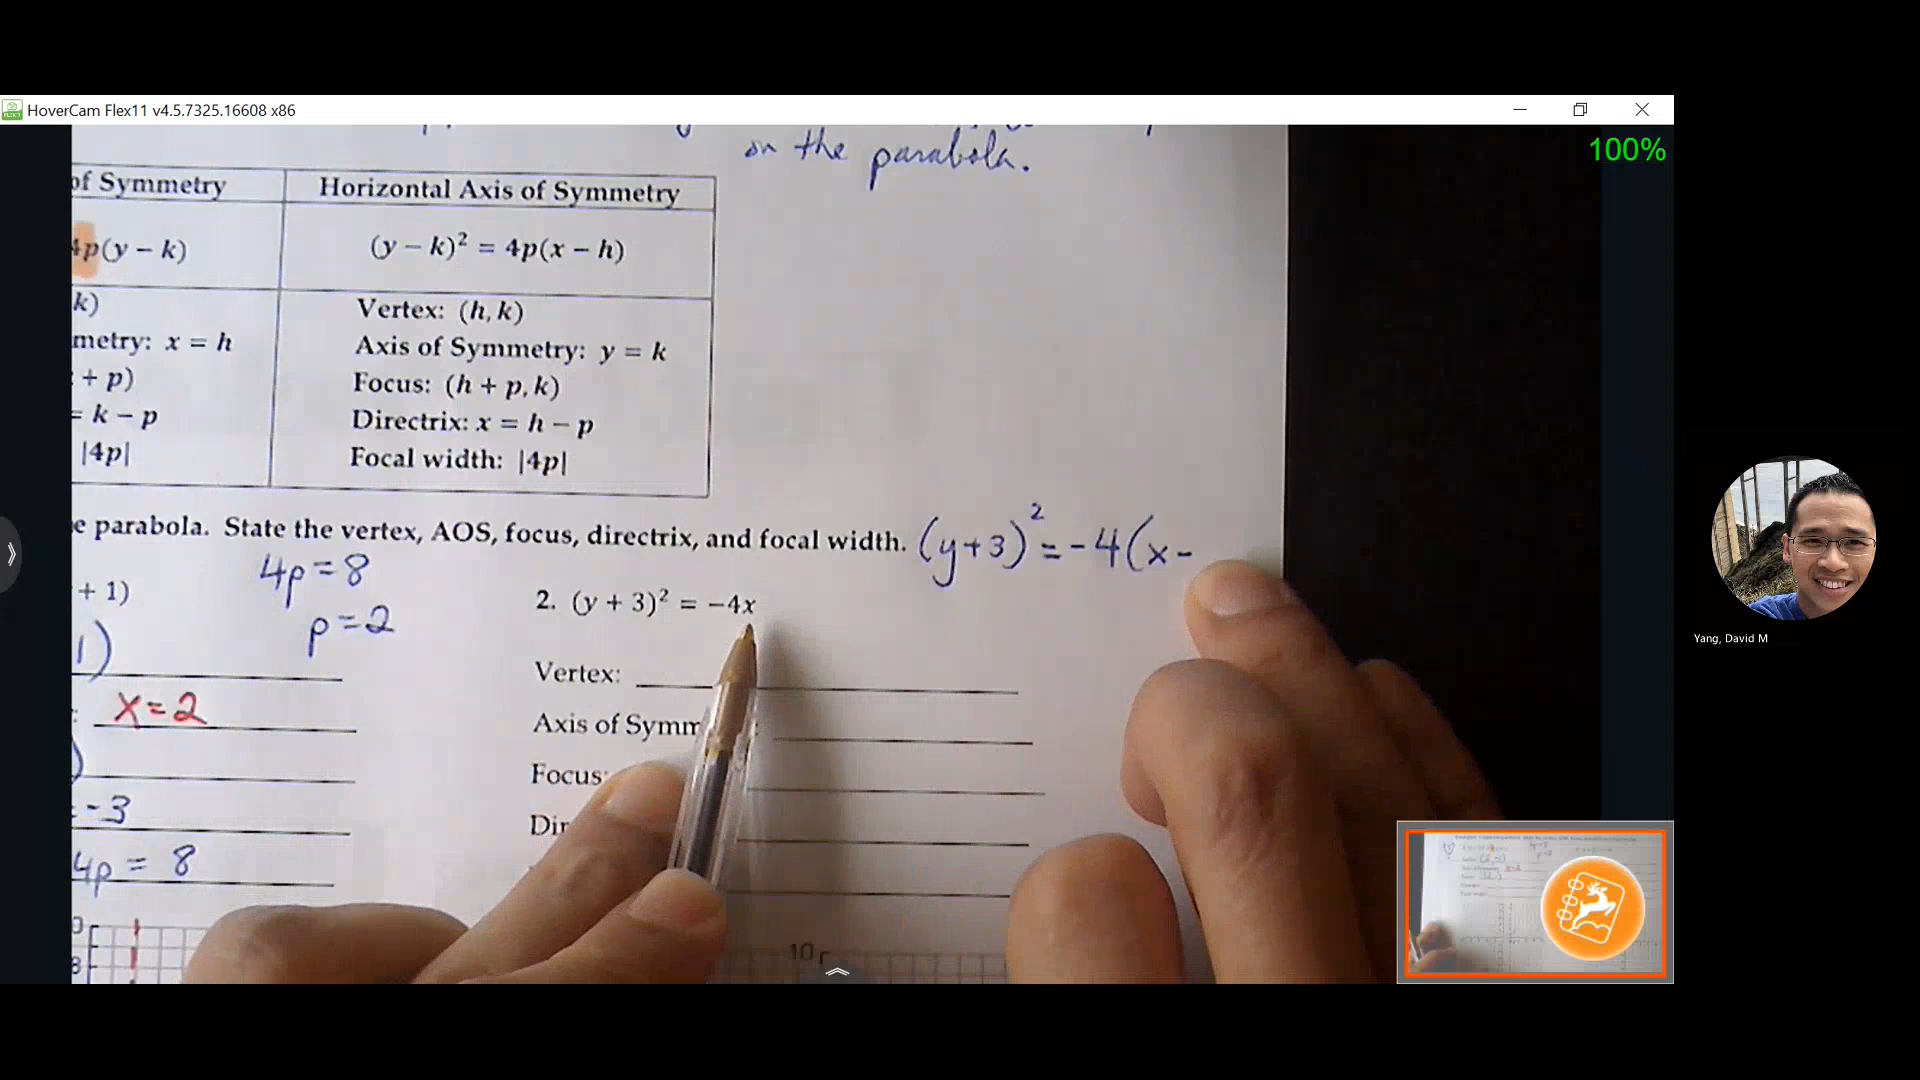 HoverCam Flex11 v4.5.7325.16608 x86
100%
on the parabola.
of Symmetry
Horizontal Axis of Symmetry
4p(y − k)
(y − k)² = 4p(x − h)
k)
Vertex: (h, k)
metry: x = h
Axis of Symmetry: y = k
+ p)
Focus: (h + p, k)
= k − p
Directrix: x = h − p
|4p|
Focal width: |4p|
e parabola. State the vertex, AOS, focus, directrix, and focal width.
(y+3)² = -4(x -
+ 1)
4p = 8
p = 2
1)
x = 2
)
= -3
4p = 8
2. (y + 3)² = −4x
Vertex:
Axis of Symm
Focus:
Dir
10
Yang, David M